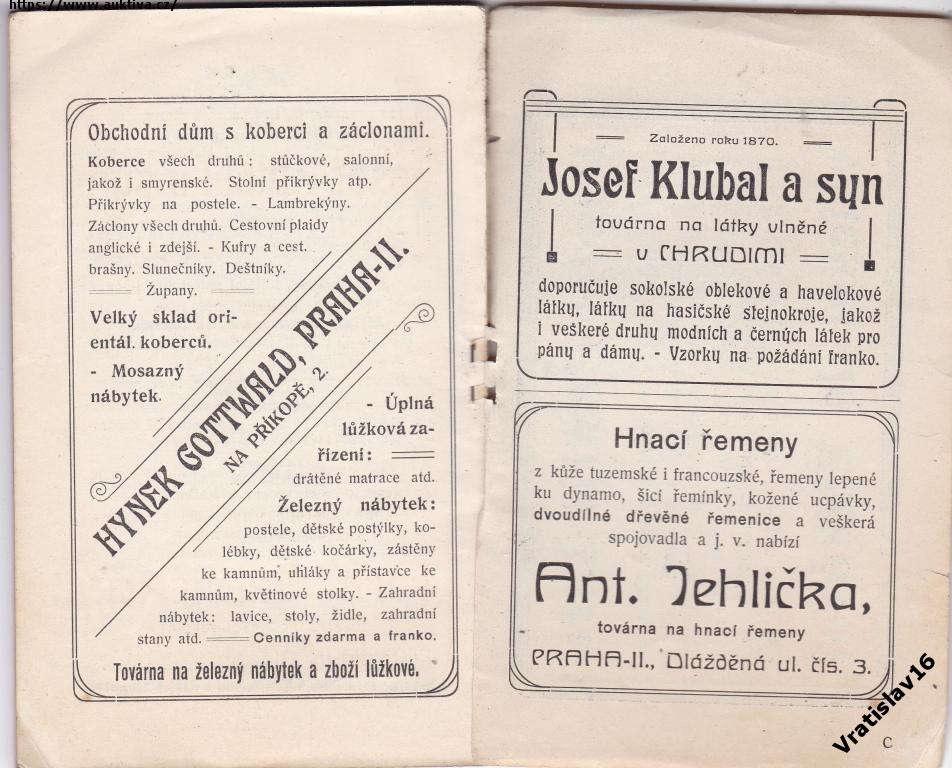 https://www.auktiva.cz/
Obchodní dům s koberci a záclonami.
Koberce všech druhů: stůčkové, salonní,
jakož i smyrenské. Stolní přikrývky atp.
Přikrývky na postele. - Lambrekýny.
Záclony všech druhů. Cestovní plaidy
anglické i zdejší. - Kufry a cest.
brašny. Slunečníky. Deštníky.
Župany.
Velký sklad ori-
entál. koberců.
- Mosazný
nábytek.
HYNEK GOTTWALD, PRAHA-II.
NA PŘÍKOPĚ, 2.
- Úplná
lůžková za-
řízení:
drátěné matrace atd.
Železný nábytek:
postele, dětské postýlky, ko-
lébky, dětské kočárky, zástěny
ke kamnům, uhláky a přístavce ke
kamnům, květinové stolky. - Zahradní
nábytek: lavice, stoly, židle, zahradní
stany atd. Cenníky zdarma a franko.
Továrna na železný nábytek a zboží lůžkové.
Založeno roku 1870.
Josef Klubal a syn
továrna na látky vlněné
v CHRUDIMI
doporučuje sokolské oblekové a havelokové
látky, látky na hasičské stejnokroje, jakož
i veškeré druhy modních a černých látek pro
pány a dámy. - Vzorky na požádání franko.
Hnací řemeny
z kůže tuzemské i francouzské, řemeny lepené
ku dynamo, šicí řemínky, kožené ucpávky,
dvoudílné dřevěné řemenice a veškerá
spojovadla a j. v. nabízí
Ant. Jehlička,
továrna na hnací řemeny
PRAHA-II., Dlážděná ul. čís. 3.
C
Vratislav16